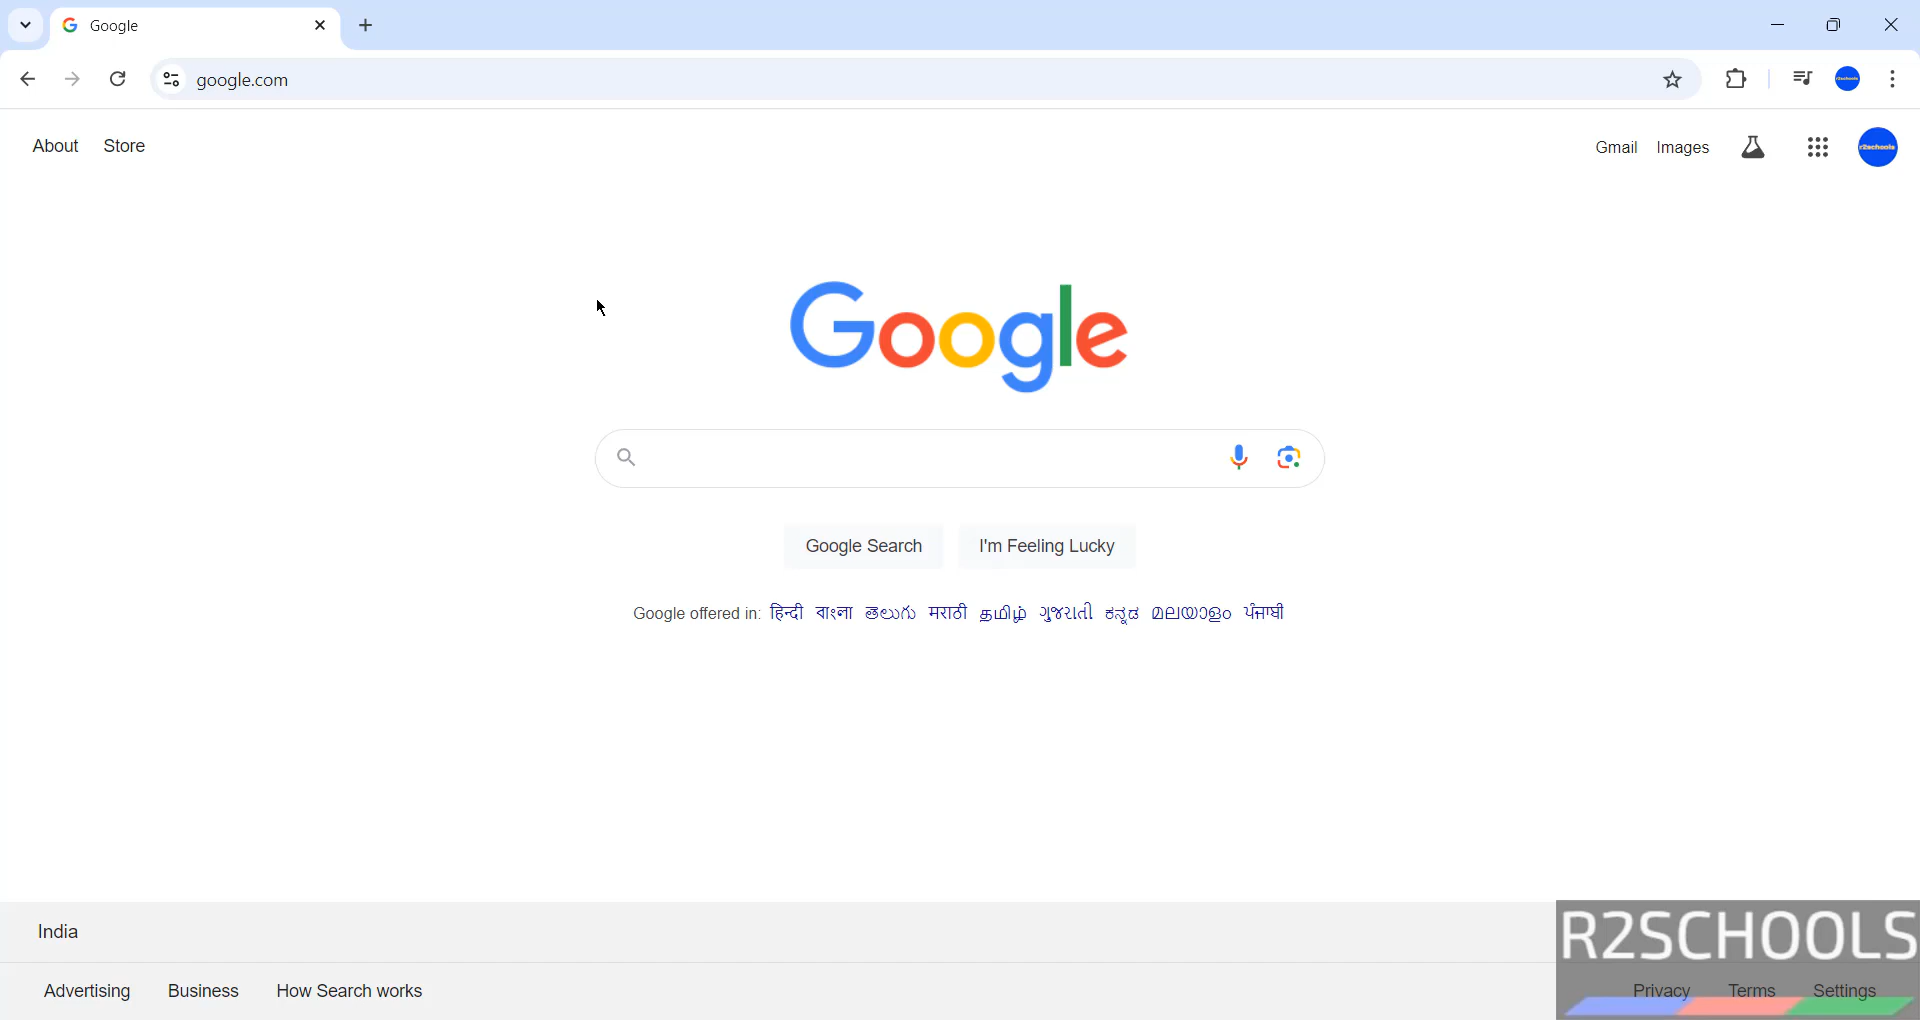 Google
google.com
About Store
Gmail Images
r2schools
Google
Google Search I'm Feeling Lucky
Google offered in: हिन्दी বাংলা తెలుగు मराठी தமிழ் ગુજરાતી ಕನ್ನಡ മലയാളം ਪੰਜਾਬੀ
India
R2SCHOOLS
Advertising Business How Search works
Privacy Terms Settings